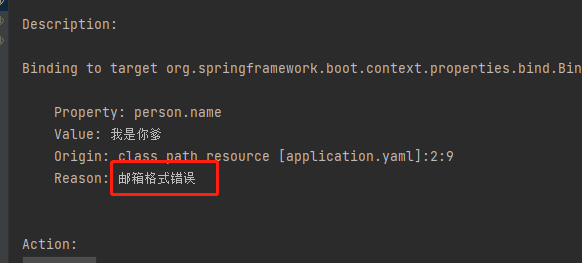 Description:
Binding to target org.springframework.boot.context.properties.bind.Bin
Property: person.name
Value: 我是你爹
Origin: class path resource [application.yaml]:2:9
Reason: 邮箱格式错误
Action: